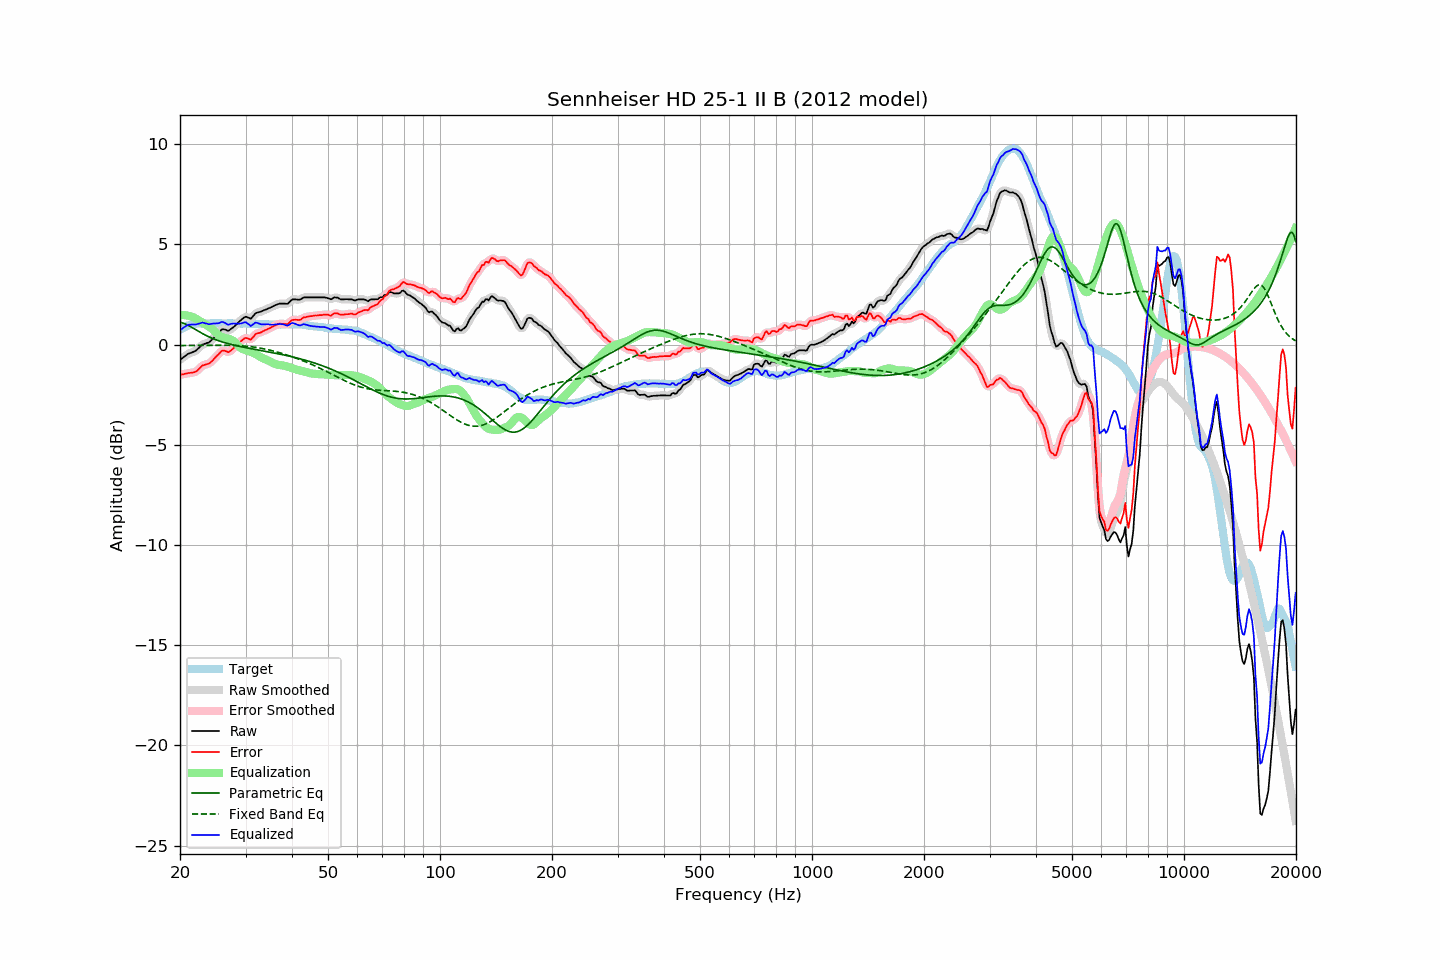 Sennheiser HD 25-1 II B (2012 model)
10
5
0
−5
−10
−15
−20
−25
Amplitude (dBr)
Target
Raw Smoothed
Error Smoothed
Raw
Error
Equalization
Parametric Eq
Fixed Band Eq
Equalized
20 50 100 200 500 1000 2000 5000 10000 20000
Frequency (Hz)